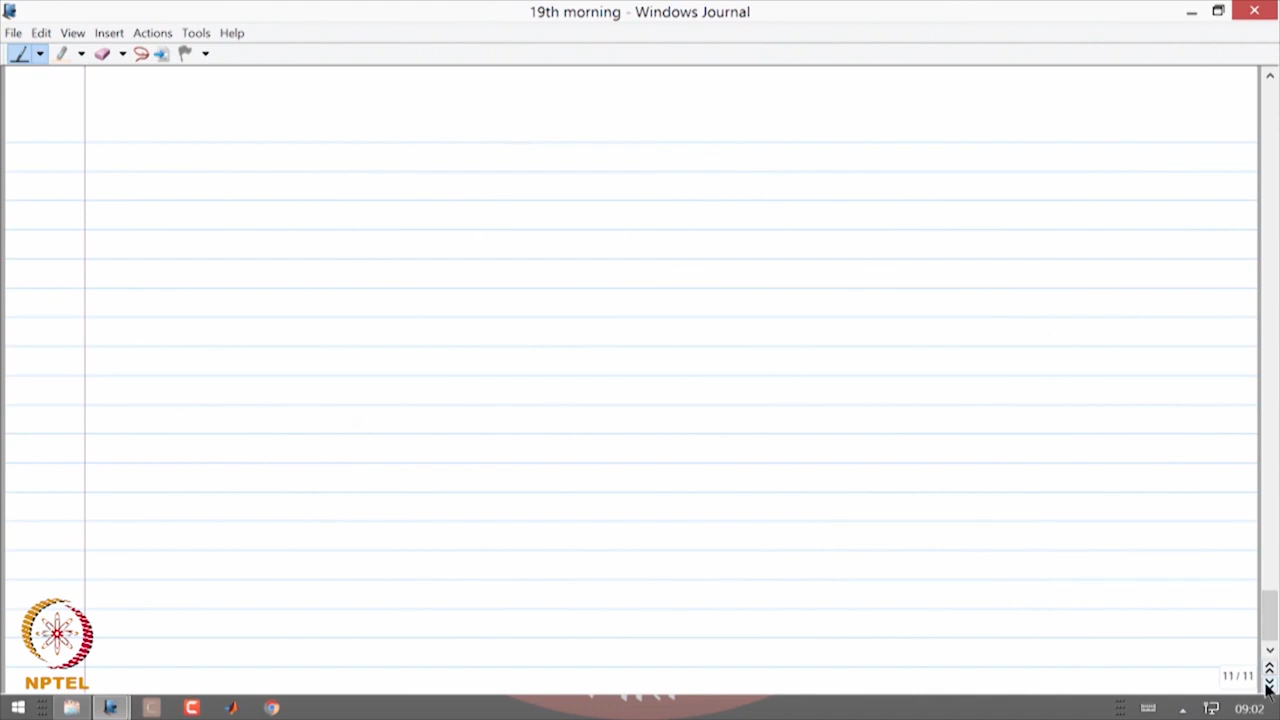 19th morning - Windows Journal
File Edit View Insert Actions Tools Help
11 / 11
NPTEL
09:02